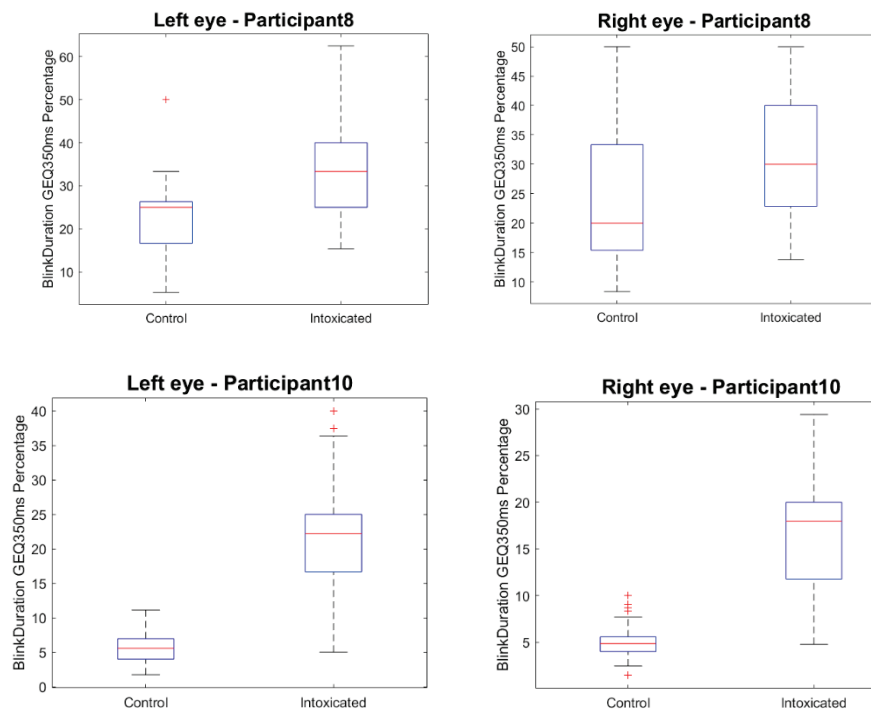 Left eye - Participant8
BlinkDuration GEQ350ms Percentage
60
50
40
30
20
10
Control
Intoxicated
Right eye - Participant8
BlinkDuration GEQ350ms Percentage
50
45
40
35
30
25
20
15
10
Control
Intoxicated
Left eye - Participant10
BlinkDuration GEQ350ms Percentage
40
35
30
25
20
15
10
5
0
Control
Intoxicated
Right eye - Participant10
BlinkDuration GEQ350ms Percentage
30
25
20
15
10
5
Control
Intoxicated